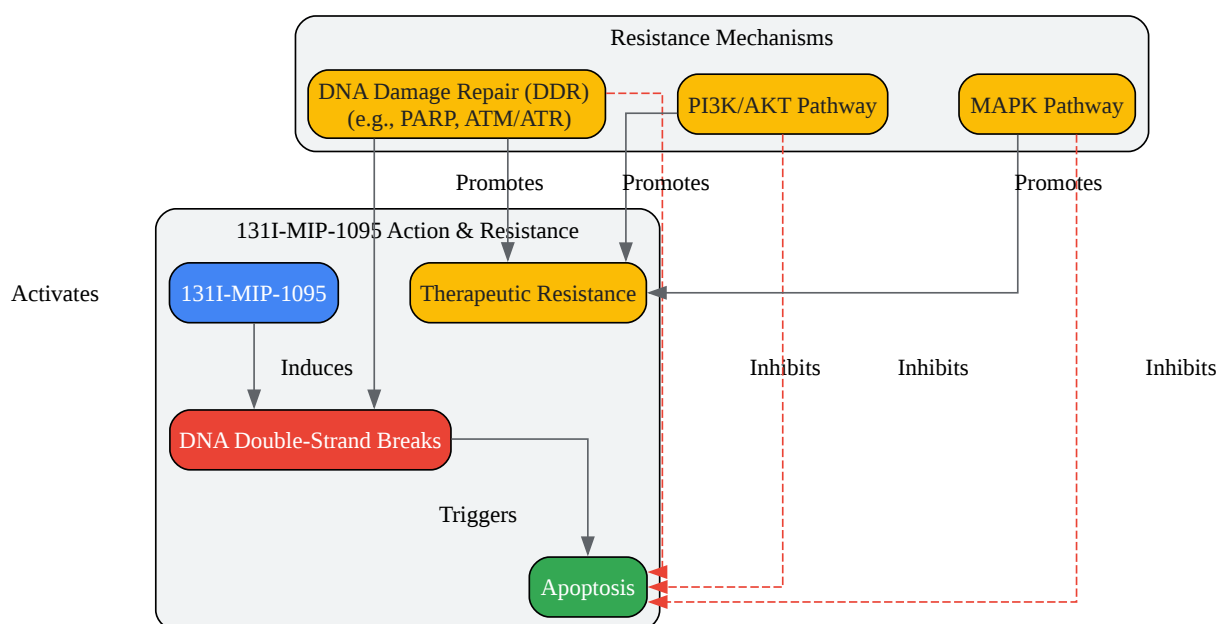 Resistance Mechanisms
DNA Damage Repair (DDR)
(e.g., PARP, ATM/ATR)
PI3K/AKT Pathway
MAPK Pathway
Promotes
Promotes
Promotes
131I-MIP-1095 Action & Resistance
Activates
131I-MIP-1095
Therapeutic Resistance
Induces
Inhibits
Inhibits
Inhibits
DNA Double-Strand Breaks
Triggers
Apoptosis